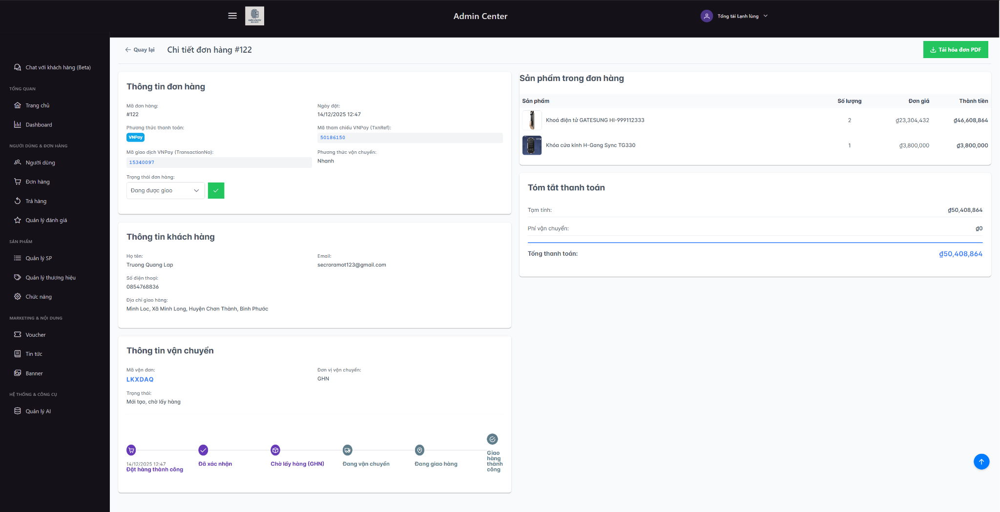 Admin Center
Tổng tài Lạnh lùng
Chat với khách hàng (Beta)
TỔNG QUAN
Trang chủ
Dashboard
NGƯỜI DÙNG & ĐƠN HÀNG
Người dùng
Đơn hàng
Trả hàng
Quản lý đánh giá
SẢN PHẨM
Quản lý SP
Quản lý thương hiệu
Chức năng
MARKETING & NỘI DUNG
Voucher
Tin tức
Banner
HỆ THỐNG & CÔNG CỤ
Quản lý AI
Quay lại
Chi tiết đơn hàng #122
Tải hóa đơn PDF
Thông tin đơn hàng
Mã đơn hàng:
#122
Ngày đặt:
14/12/2025 12:47
Phương thức thanh toán:
VNPay
Mã tham chiếu VNPay (TxnRef):
50186150
Mã giao dịch VNPay (TransactionNo):
15340097
Phương thức vận chuyển:
Nhanh
Trạng thái đơn hàng:
Đang được giao
Thông tin khách hàng
Họ tên:
Truong Quang Lap
Email:
secroramot123@gmail.com
Số điện thoại:
0854768836
Địa chỉ giao hàng:
Minh Loc, Xã Minh Long, Huyện Chơn Thành, Bình Phước
Thông tin vận chuyển
Mã vận đơn:
LKXDAQ
Đơn vị vận chuyển:
GHN
Trạng thái:
Mới tạo, chờ lấy hàng
14/12/2025 12:47
Đặt hàng thành công
Đã xác nhận
Chờ lấy hàng (GHN)
Đang vận chuyển
Đang giao hàng
Giao
hàng
thành
công
Sản phẩm trong đơn hàng
Sản phẩm Số lượng Đơn giá Thành tiền
Khoá điện tử GATESUNG HI-999112333 2 ₫23,304,432 ₫46,608,864
Khóa cửa kính H-Gang Sync TG330 1 ₫3,800,000 ₫3,800,000
Tóm tắt thanh toán
Tạm tính: ₫50,408,864
Phí vận chuyển: ₫0
Tổng thanh toán: ₫50,408,864